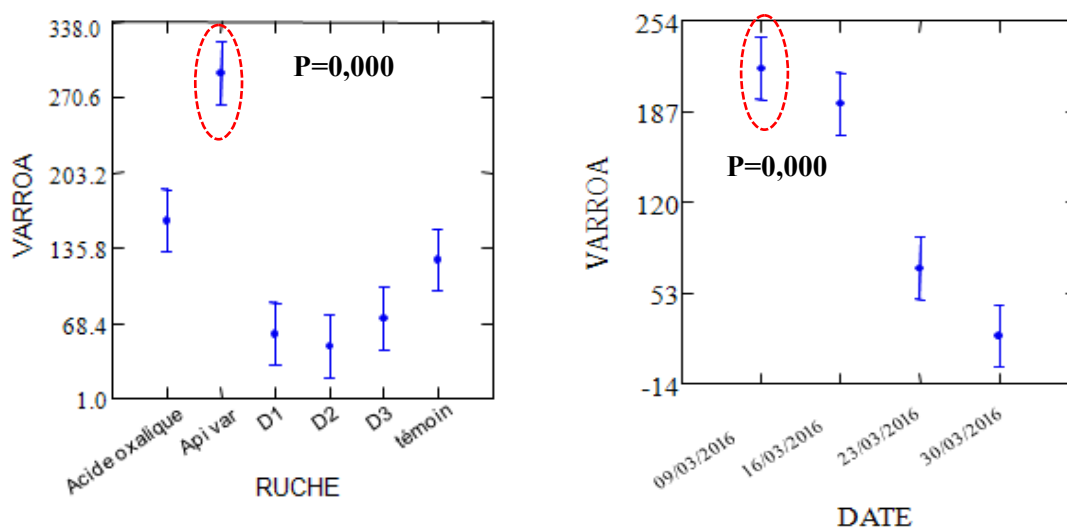 338.0
270.6
203.2
135.8
68.4
1.0
VARROA
P=0,000
Acide oxalique
Api var
D1
D2
D3
témoin
RUCHE
254
187
120
53
-14
VARROA
P=0,000
09/03/2016
16/03/2016
23/03/2016
30/03/2016
DATE